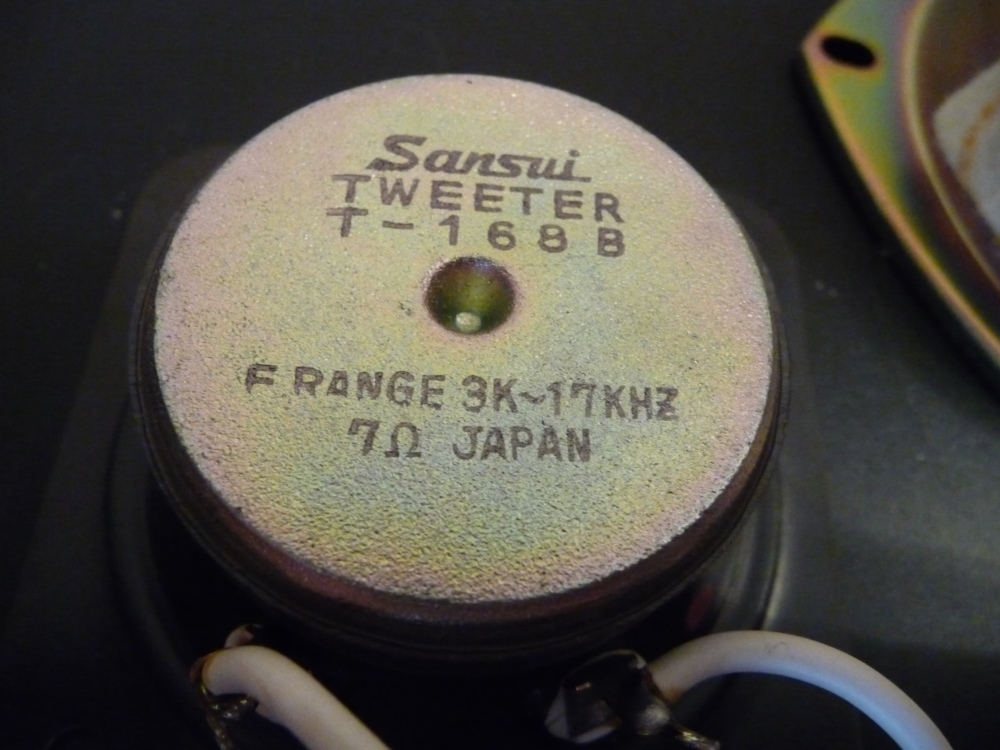 Sansui
TWEETER
T-168B
F RANGE 3K~17KHZ
7Ω JAPAN